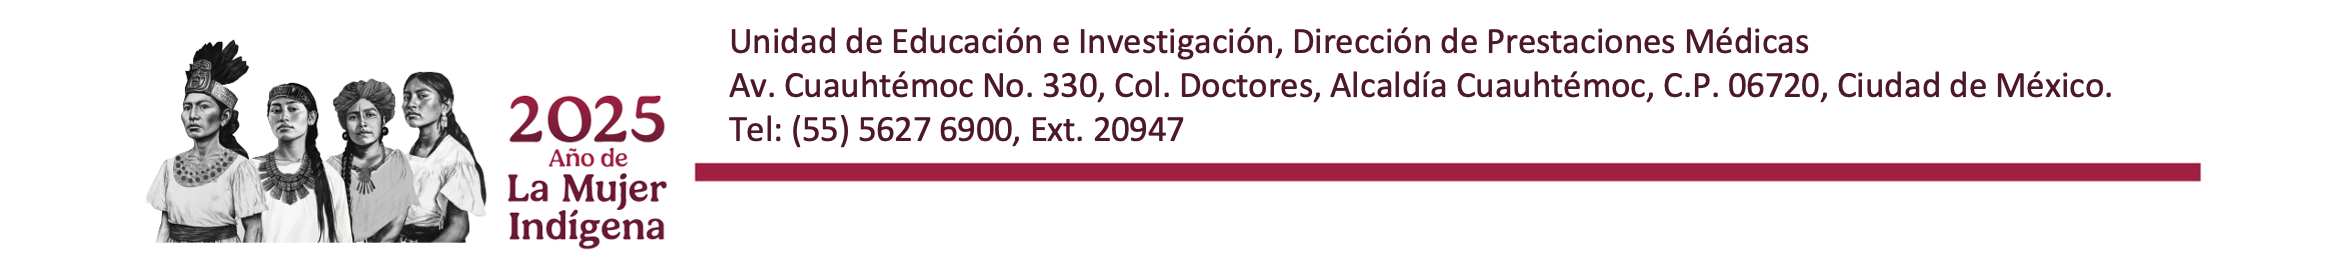 2025
Año de
La Mujer
Indígena
Unidad de Educación e Investigación, Dirección de Prestaciones Médicas
Av. Cuauhtémoc No. 330, Col. Doctores, Alcaldía Cuauhtémoc, C.P. 06720, Ciudad de México.
Tel: (55) 5627 6900, Ext. 20947